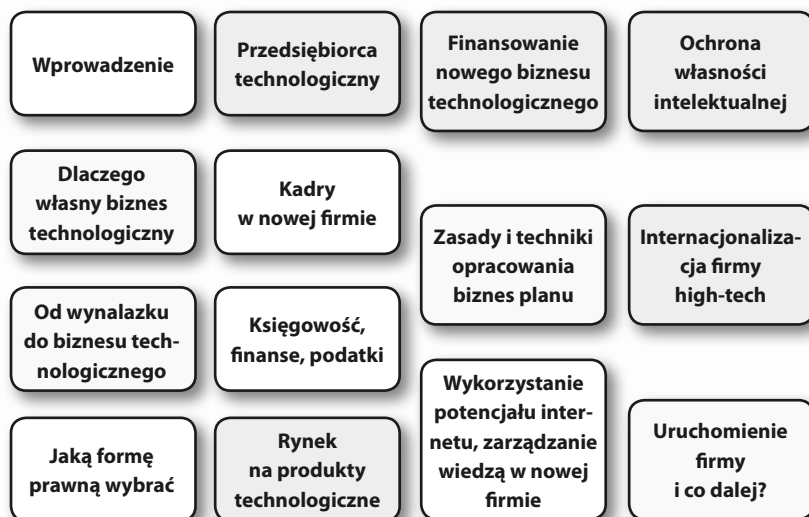 Wprowadzenie
Dlaczego
własny biznes
technologiczny
Od wynalazku
do biznesu tech-
nologicznego
Jaką formę
prawną wybrać
Przedsiębiorca
technologiczny
Kadry
w nowej firmie
Księgowość,
finanse, podatki
Rynek
na produkty
technologiczne
Finansowanie
nowego biznesu
technologicznego
Zasady i techniki
opracowania
biznes planu
Wykorzystanie
potencjału inter-
netu, zarządzanie
wiedzą w nowej
firmie
Ochrona
własności
intelektualnej
Internacjonaliza-
cja firmy
high-tech
Uruchomienie
firmy
i co dalej?